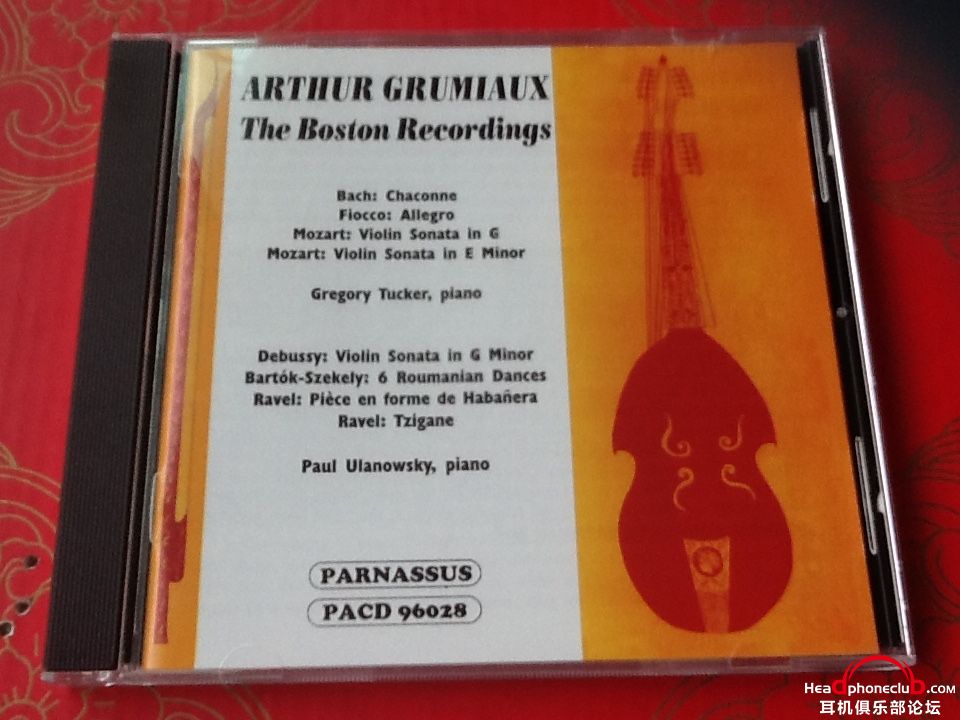 ARTHUR GRUMIAUX
The Boston Recordings
Bach: Chaconne
Fiocco: Allegro
Mozart: Violin Sonata in G
Mozart: Violin Sonata in E Minor
Gregory Tucker, piano
Debussy: Violin Sonata in G Minor
Bartók-Szekely: 6 Roumanian Dances
Ravel: Pièce en forme de Habañera
Ravel: Tzigane
Paul Ulanowsky, piano
PARNASSUS
PACD 96028
Headphoneclub.com
耳机俱乐部论坛